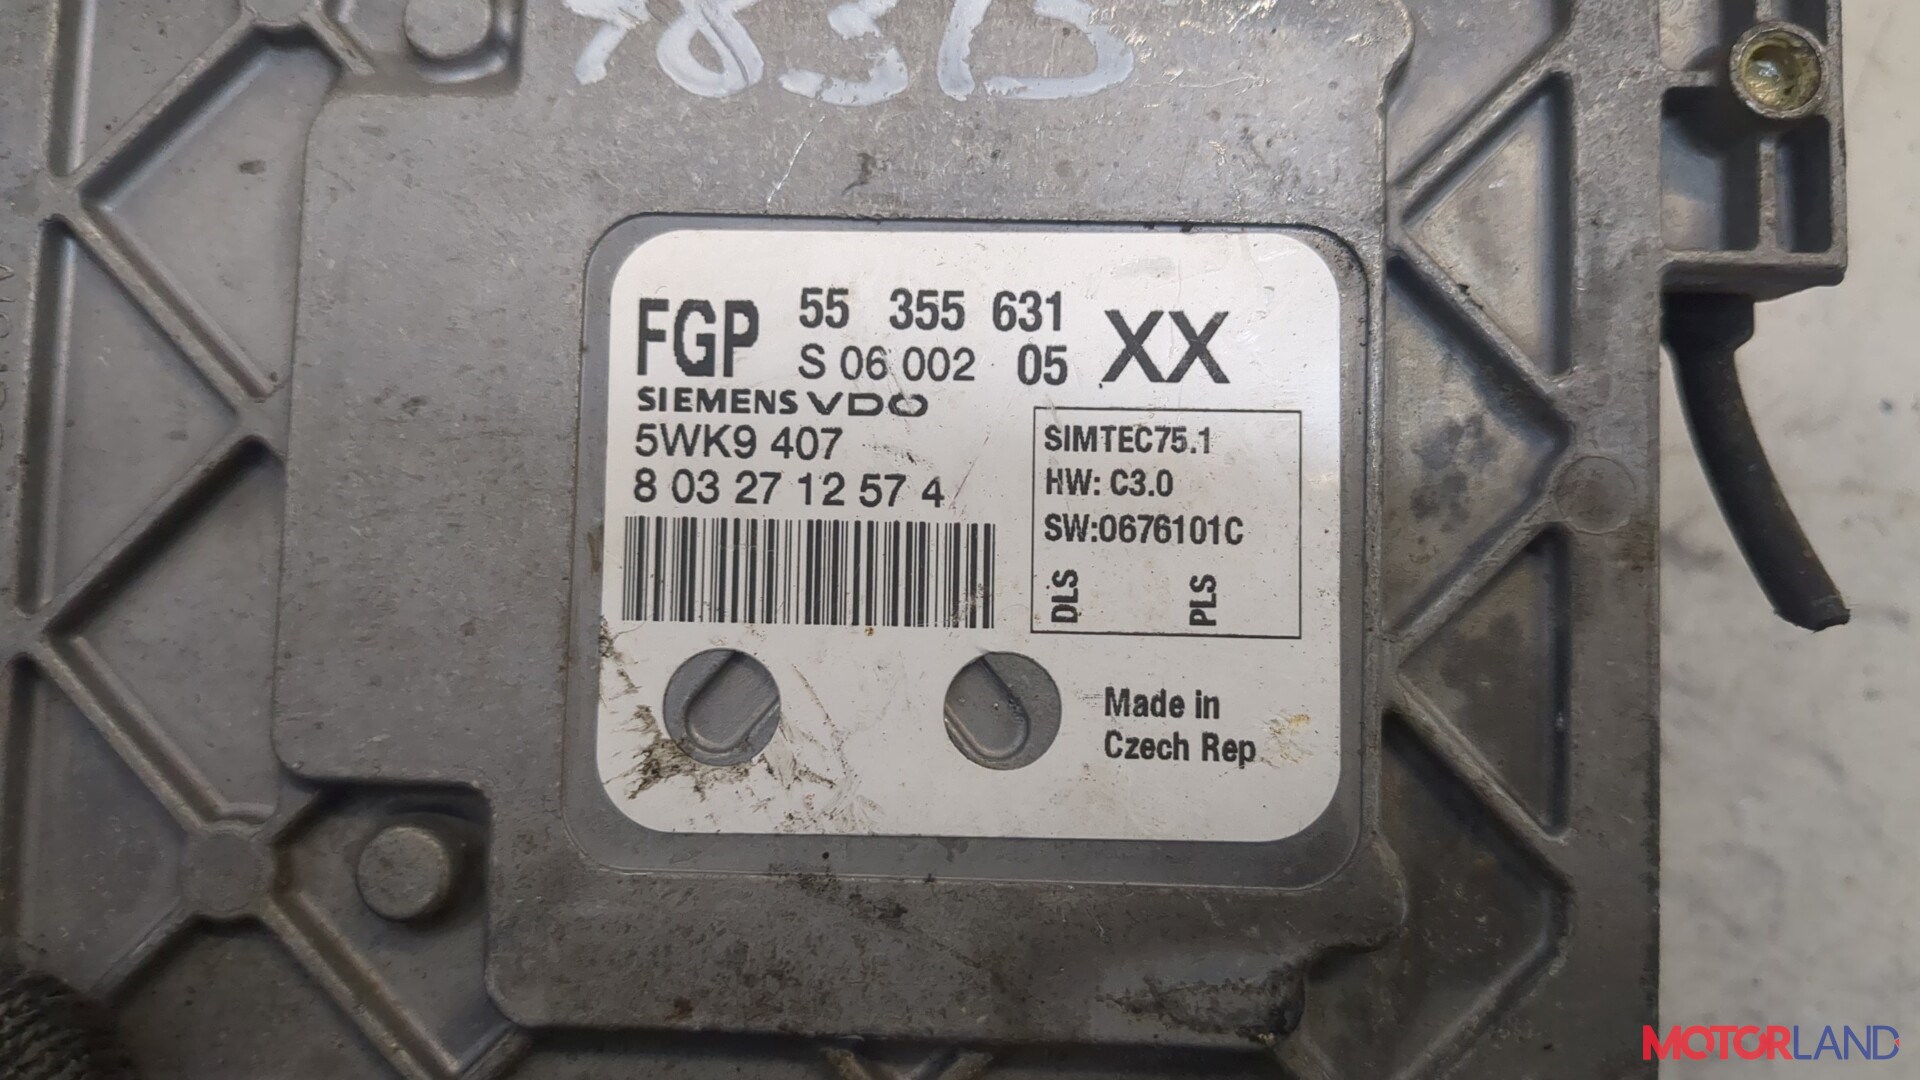 783B
FGP 55 355 631 XX
S 06 002 05
SIEMENS VDO
5WK9 407
8 03 27 12 57 4
SIMTEC75.1
HW: C3.0
SW:0676101C
DLS PLS
Made in
Czech Rep
MOTORLAND